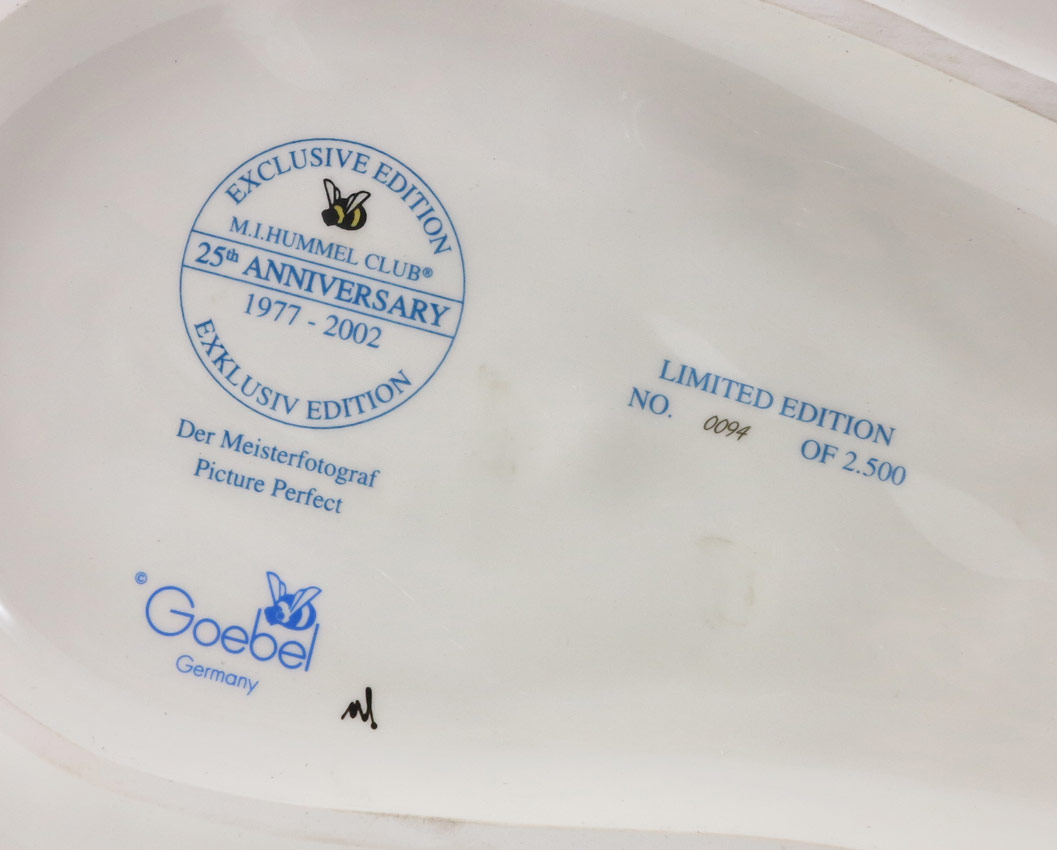 EXCLUSIVE EDITION
M.I.HUMMEL CLUB®
25th ANNIVERSARY
1977 - 2002
EXKLUSIV EDITION
Der Meisterfotograf
Picture Perfect
LIMITED EDITION
NO. 0094 OF 2.500
© Goebel
Germany